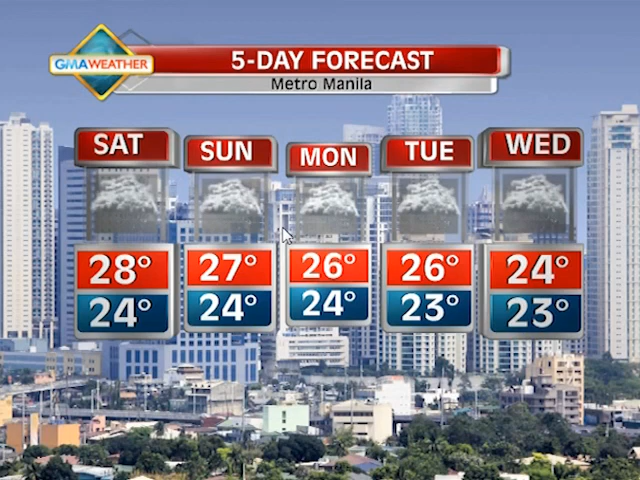 GMAWEATHER
5-DAY FORECAST
Metro Manila
SAT SUN MON TUE WED
28° 27° 26° 26° 24°
24° 24° 24° 23° 23°